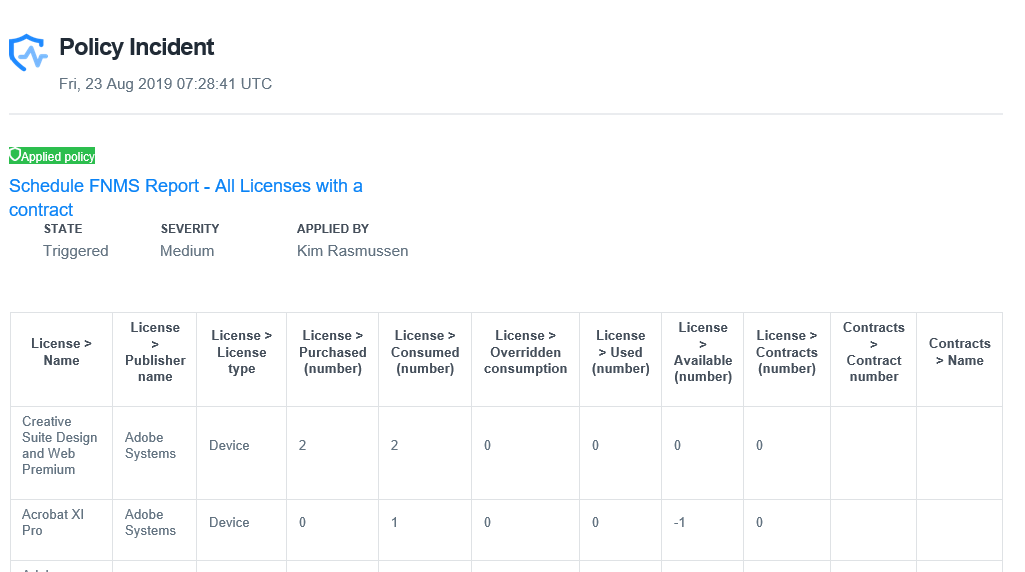 Policy Incident
Fri, 23 Aug 2019 07:28:41 UTC
Applied policy
Schedule FNMS Report - All Licenses with a
contract
STATE SEVERITY APPLIED BY
Triggered Medium Kim Rasmussen
License >
Name
License
>
Publisher
name
License >
License
type
License >
Purchased
(number)
License >
Consumed
(number)
License >
Overridden
consumption
License
> Used
(number)
License
>
Available
(number)
License >
Contracts
(number)
Contracts
>
Contract
number
Contracts
> Name
Creative
Suite Design
and Web
Premium
Adobe
Systems
Device
2
2
0
0
0
0
Acrobat XI
Pro
Adobe
Systems
Device
0
1
0
0
-1
0